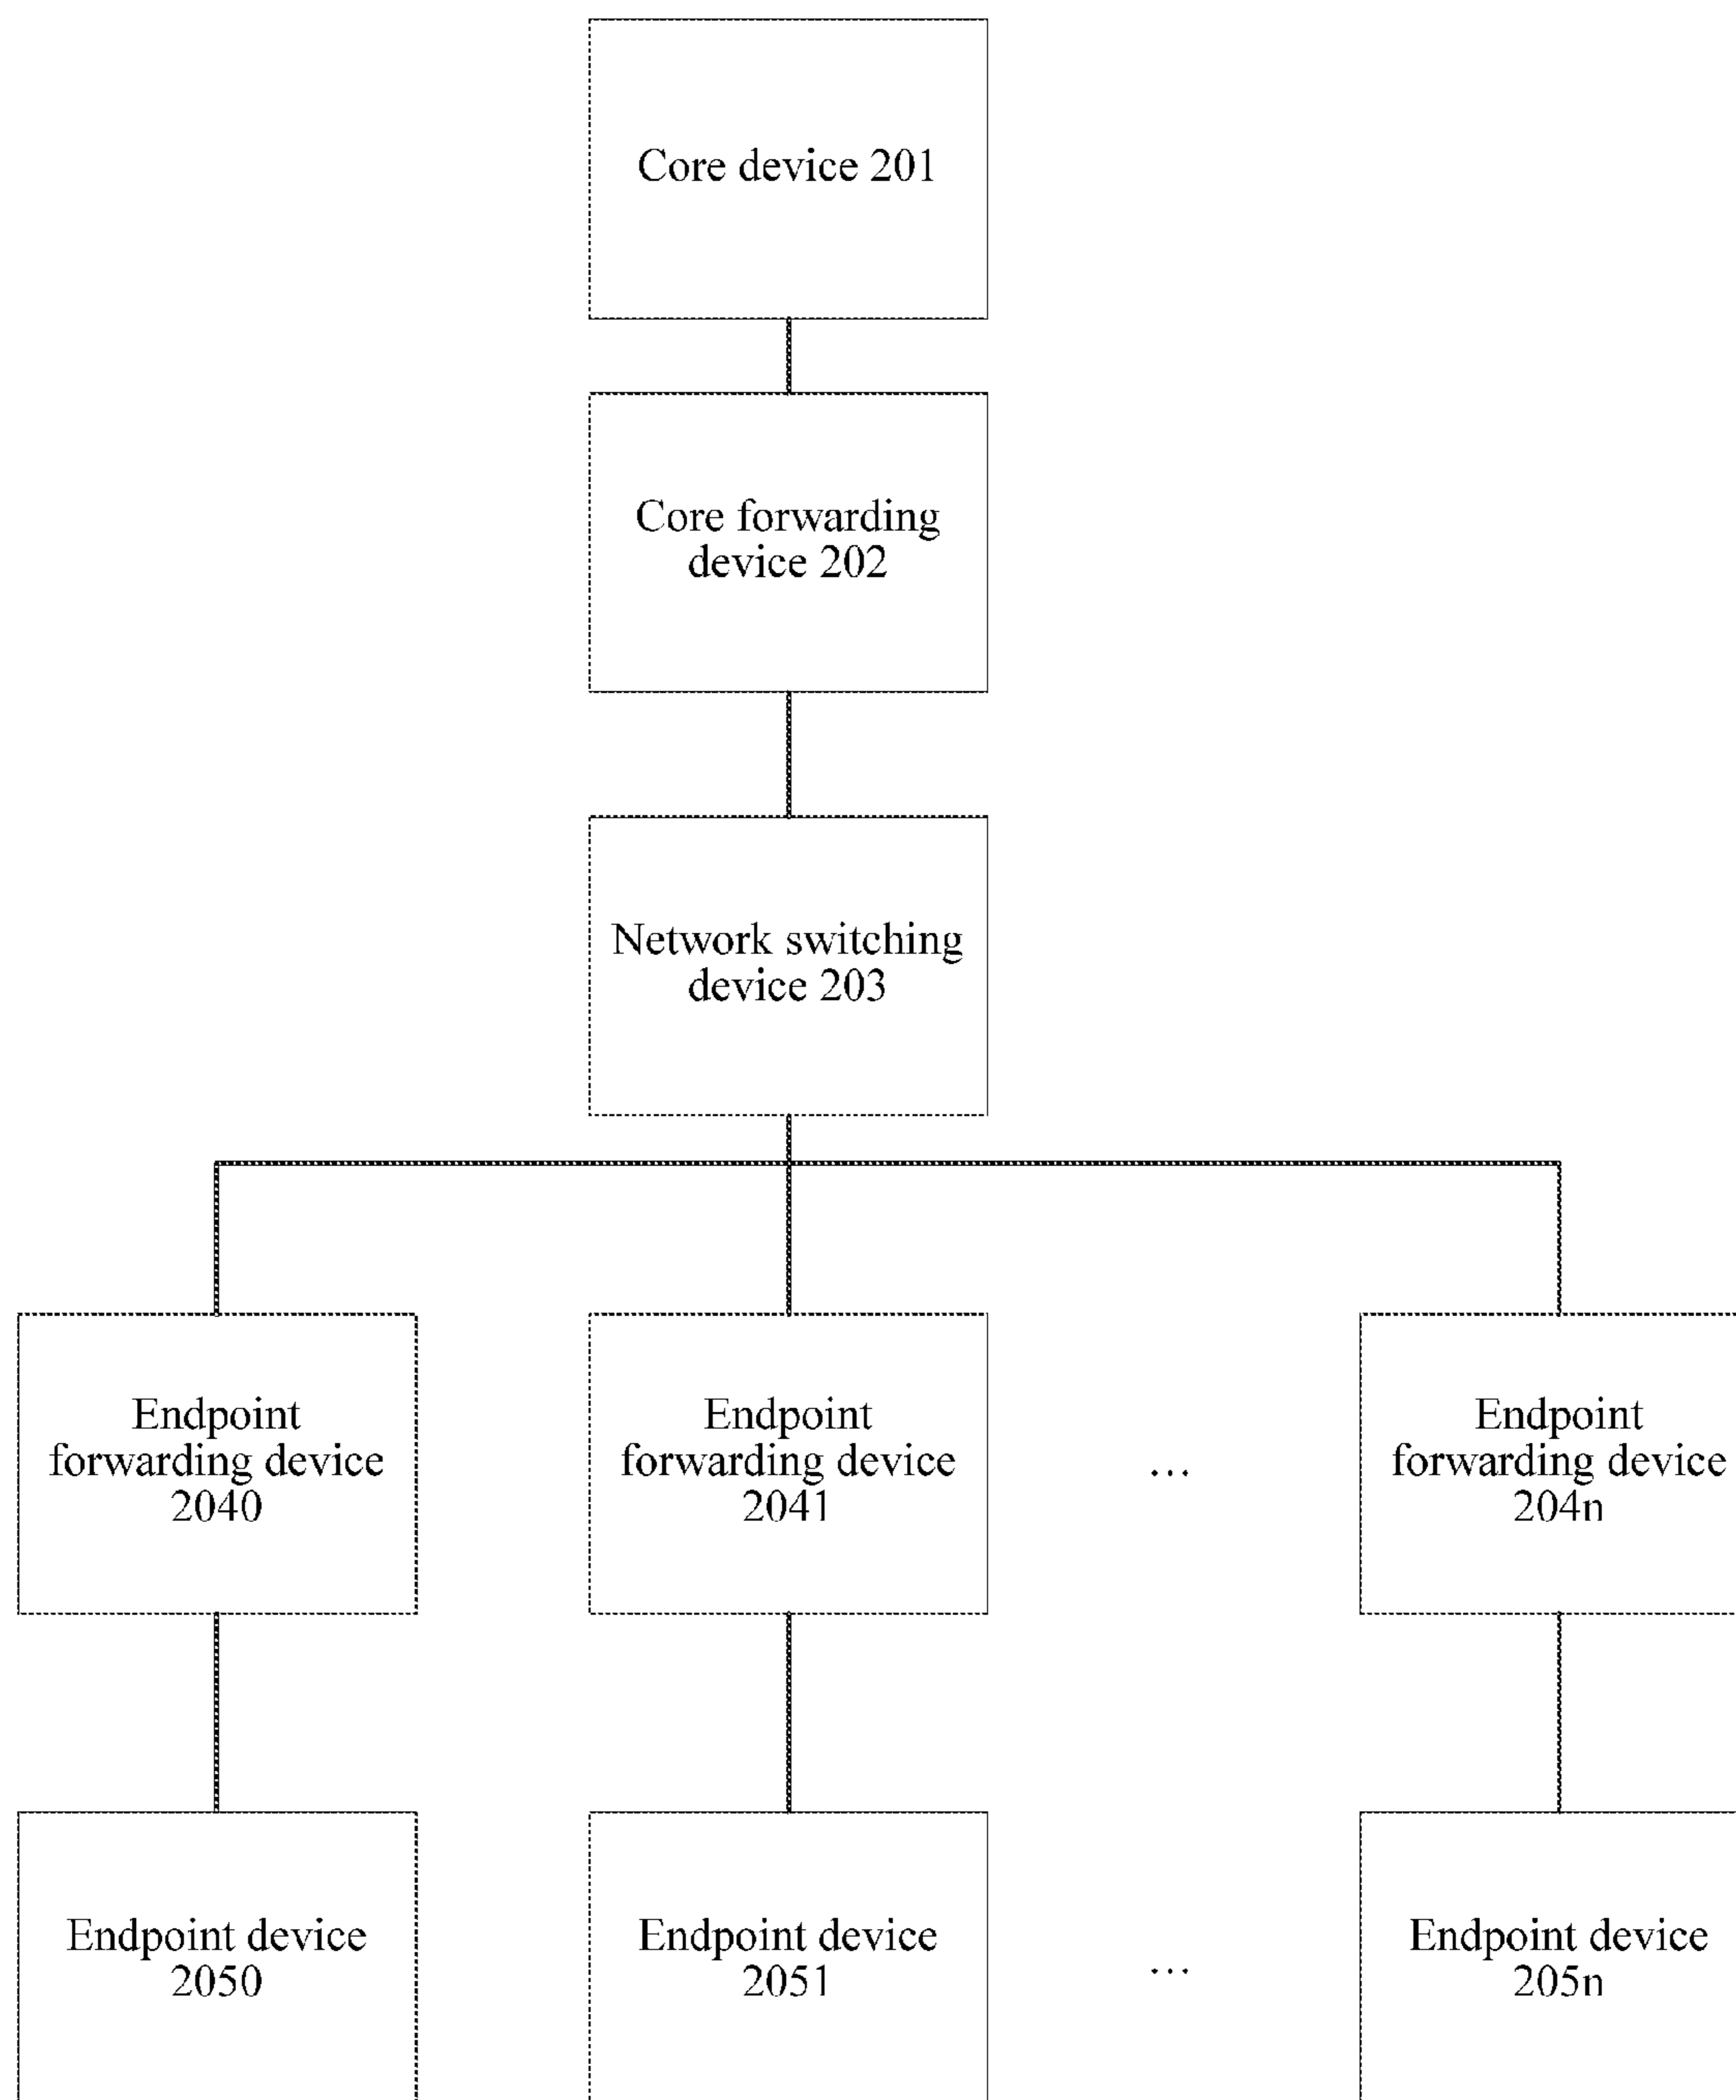 Core device 201
Core forwarding
device 202
Network switching
device 203
Endpoint
forwarding device
2040
Endpoint
forwarding device
2041
...
Endpoint
forwarding device
204n
Endpoint device
2050
Endpoint device
2051
...
Endpoint device
205n